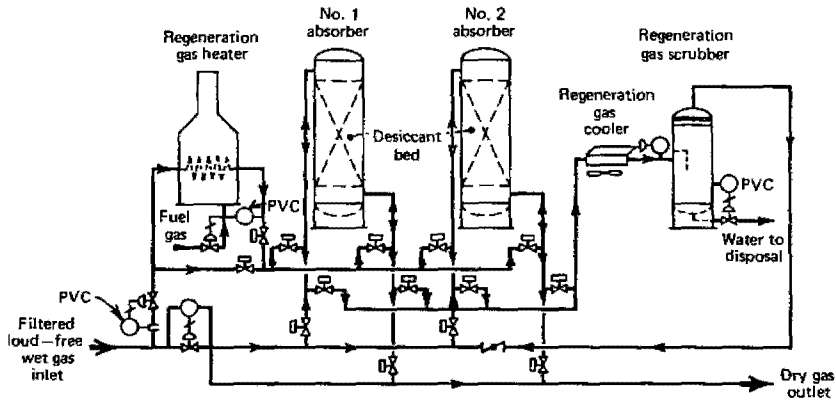 No. 1
absorber
No. 2
absorber
Regeneration
gas heater
Regeneration
gas scrubber
Regeneration
gas
cooler
Desiccant
bed
PVC
Fuel
gas
PVC
Water to
disposal
PVC
Filtered
loud-free
wet gas
inlet
Dry gas
outlet